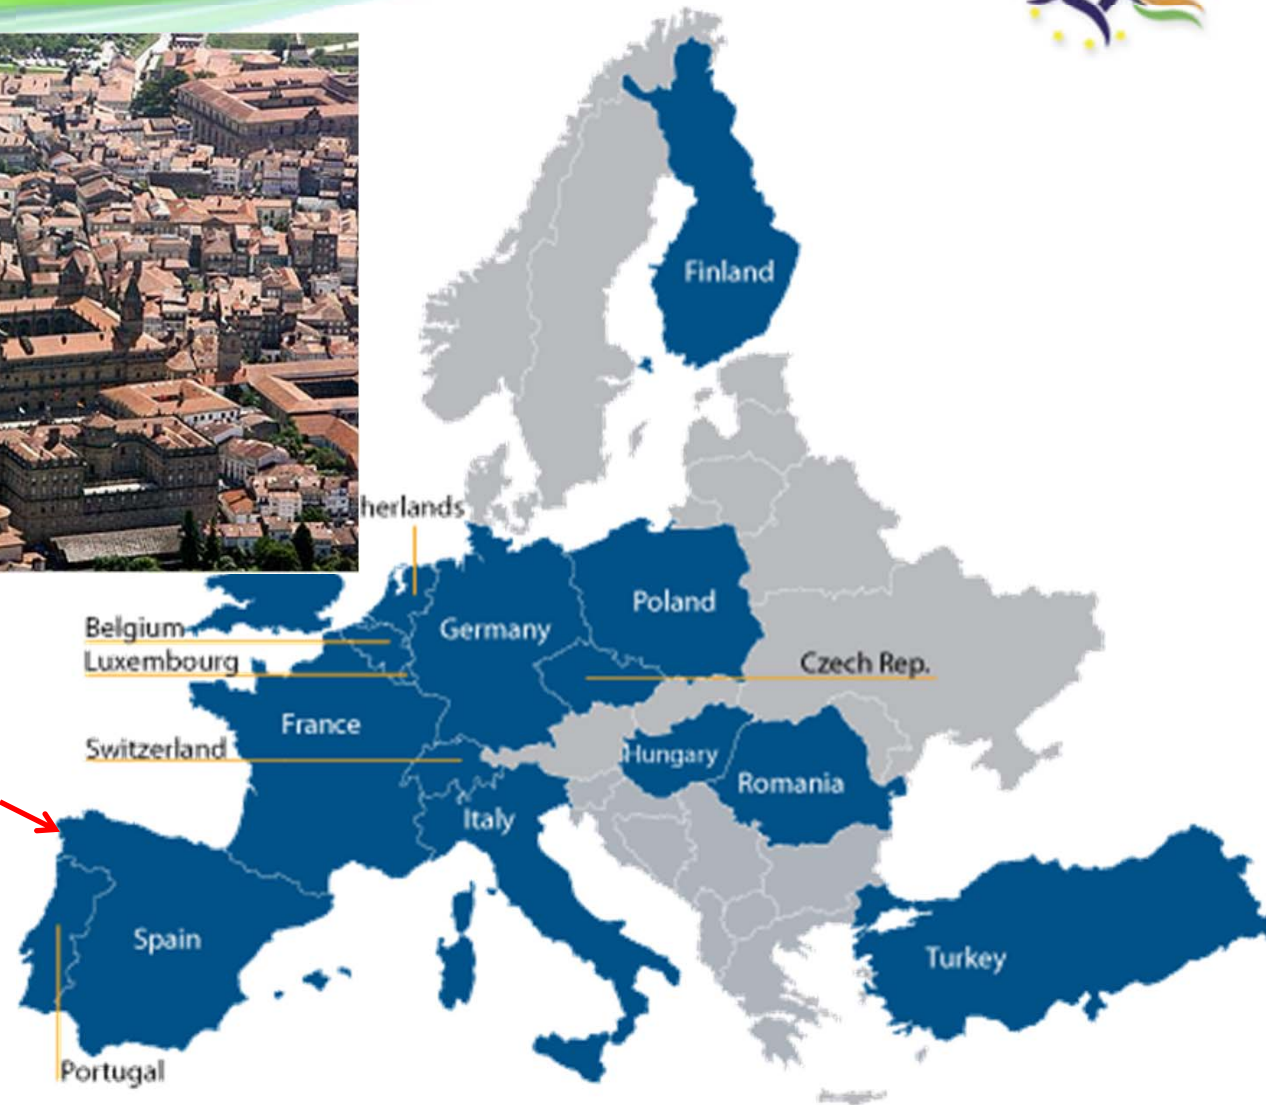 Finland
herlands
Poland
Belgium
Germany
Luxembourg
Czech Rep.
France
Switzerland
Hungary
Romania
Italy
Spain
Turkey
Portugal